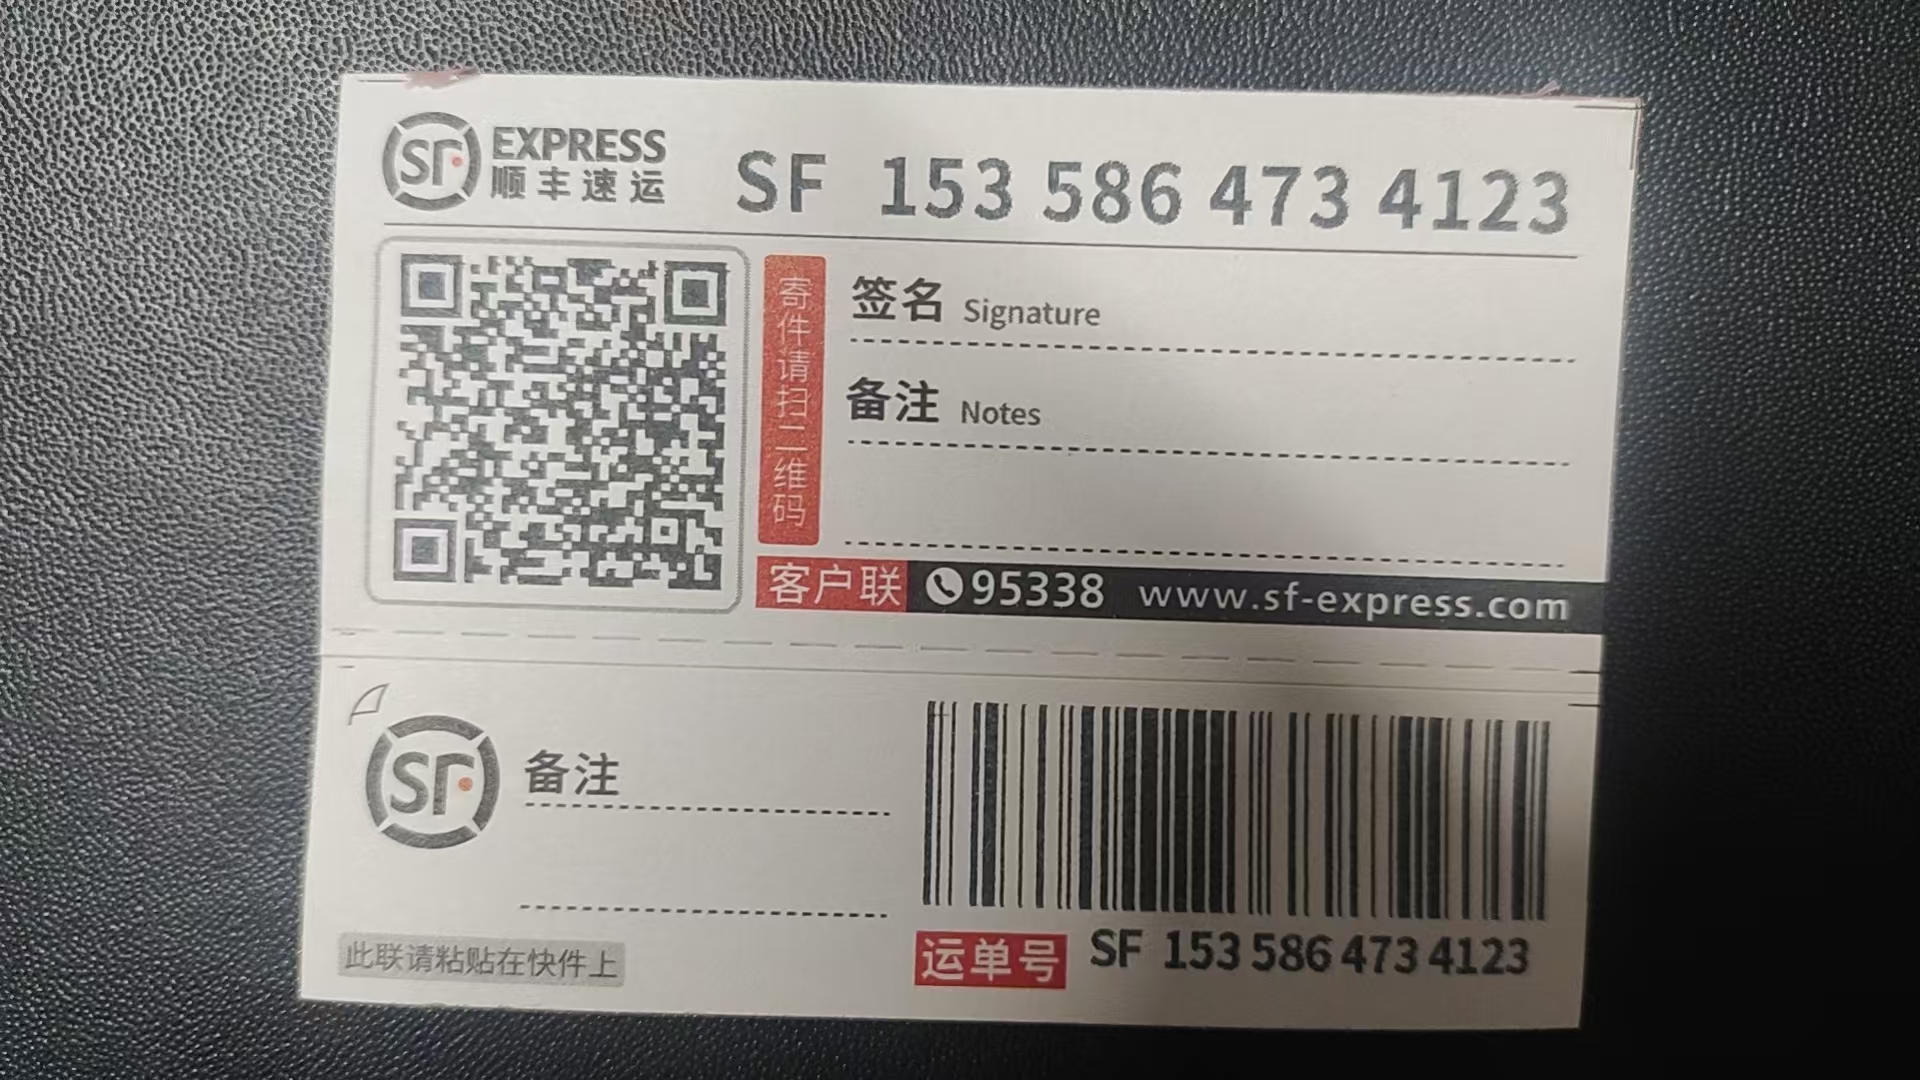 SF EXPRESS
顺丰速运
SF 153 586 473 4123
寄件请扫二维码
签名 Signature
备注 Notes
客户联 95338 www.sf-express.com
SF
备注
此联请粘贴在快件上
运单号 SF 153 586 473 4123